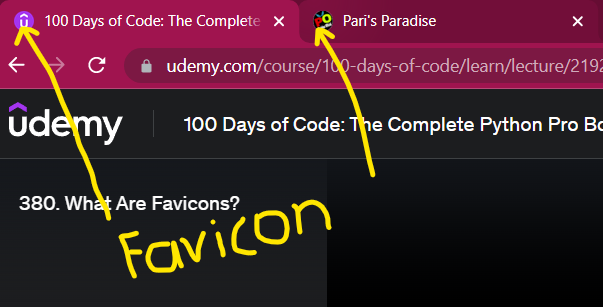 100 Days of Code: The Complete
Pari's Paradise
udemy.com/course/100-days-of-code/learn/lecture/2192
ûdemy
100 Days of Code: The Complete Python Pro Bo
380. What Are Favicons?
Favicon